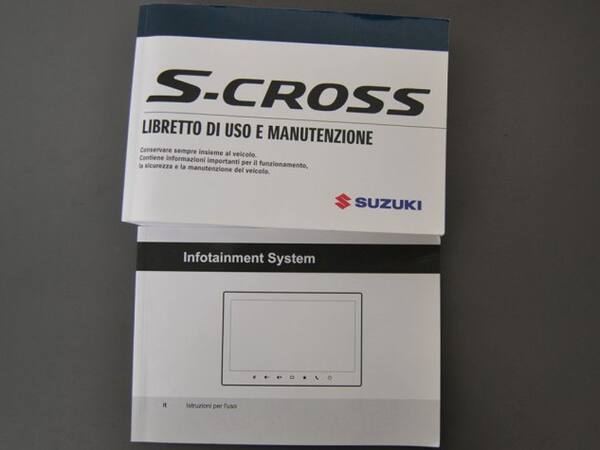 S-CROSS
LIBRETTO DI USO E MANUTENZIONE
Conservare sempre insieme al veicolo.
Contiene informazioni importanti per il funzionamento,
la sicurezza e la manutenzione del veicolo.
SUZUKI
Infotainment System
It Istruzioni per l'uso